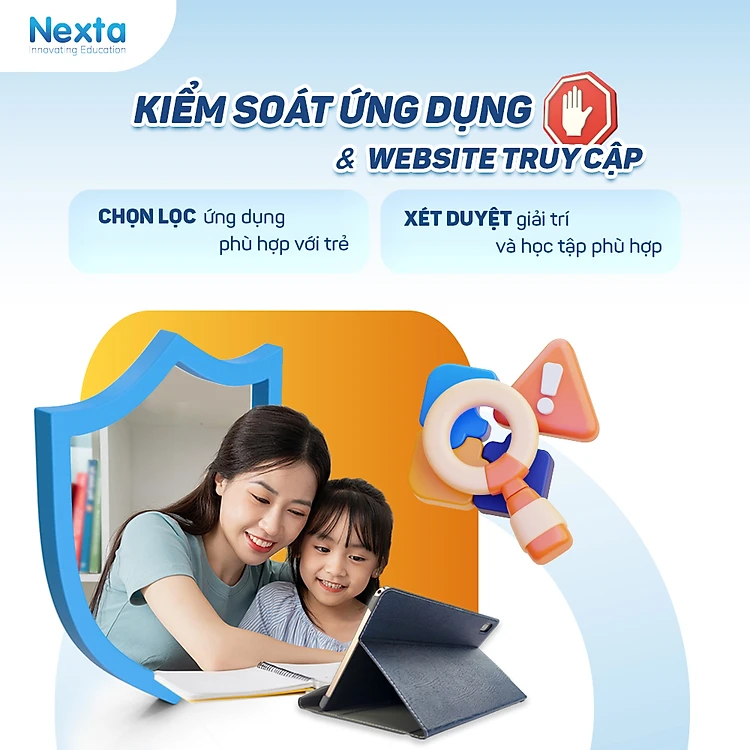 Nexta
Innovating Education
KIỂM SOÁT ỨNG DỤNG
& WEBSITE TRUY CẬP
CHỌN LỌC ứng dụng
phù hợp với trẻ
XÉT DUYỆT giải trí
và học tập phù hợp